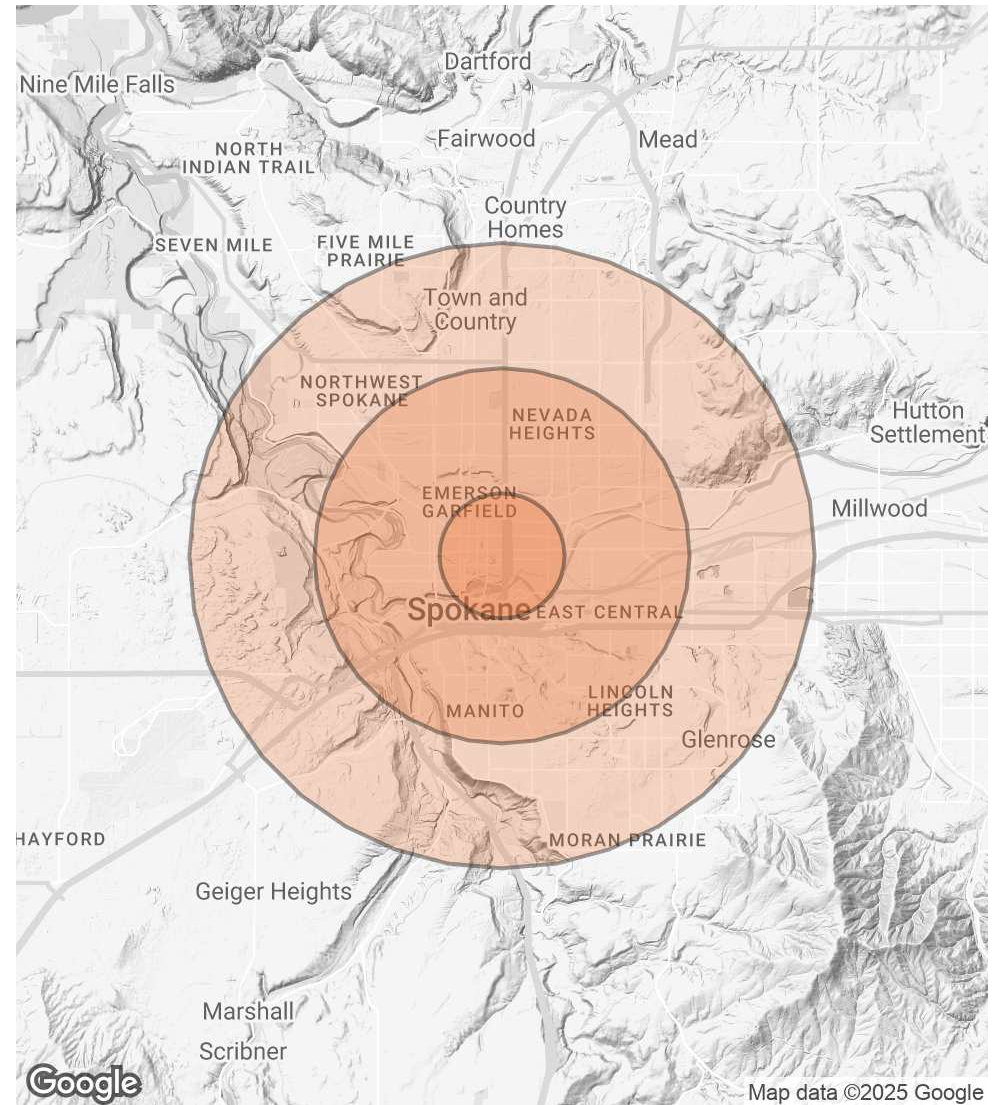 Dartford
Nine Mile Falls
Fairwood
Mead
NORTH
INDIAN TRAIL
Country
Homes
SEVEN MILE
FIVE MILE
PRAIRIE
Town and
Country
NORTHWEST
SPOKANE
NEVADA
HEIGHTS
Hutton
Settlement
EMERSON
GARFIELD
Millwood
Spokane
EAST CENTRAL
LINCOLN
HEIGHTS
MANITO
Glenrose
HAYFORD
MORAN PRAIRIE
Geiger Heights
Marshall
Scribner
Google
Map data ©2025 Google